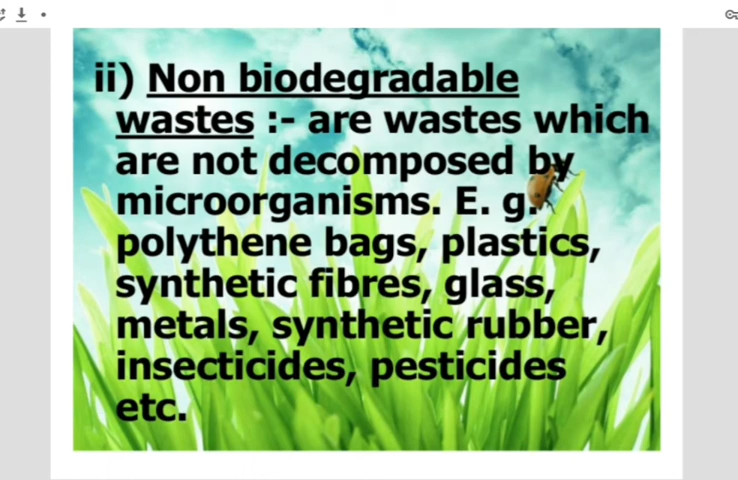 ii) Non biodegradable
wastes :- are wastes which
are not decomposed by
microorganisms. E. g.
polythene bags, plastics,
synthetic fibres, glass,
metals, synthetic rubber,
insecticides, pesticides
etc.